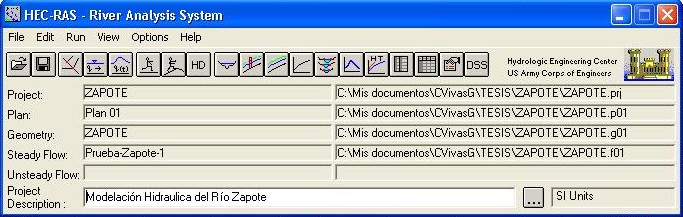 HEC-RAS - River Analysis System
File Edit Run View Options Help
HD HT DSS Hydrologic Engineering Center
US Army Corps of Engineers
Project: ZAPOTE C:\Mis documentos\CVivasG\TESIS\ZAPOTE\ZAPOTE.prj
Plan: Plan 01 C:\Mis documentos\CVivasG\TESIS\ZAPOTE\ZAPOTE.p01
Geometry: ZAPOTE C:\Mis documentos\CVivasG\TESIS\ZAPOTE\ZAPOTE.g01
Steady Flow: Prueba-Zapote-1 C:\Mis documentos\CVivasG\TESIS\ZAPOTE\ZAPOTE.f01
Unsteady Flow:
Project
Description : Modelación Hidraulica del Río Zapote ... SI Units